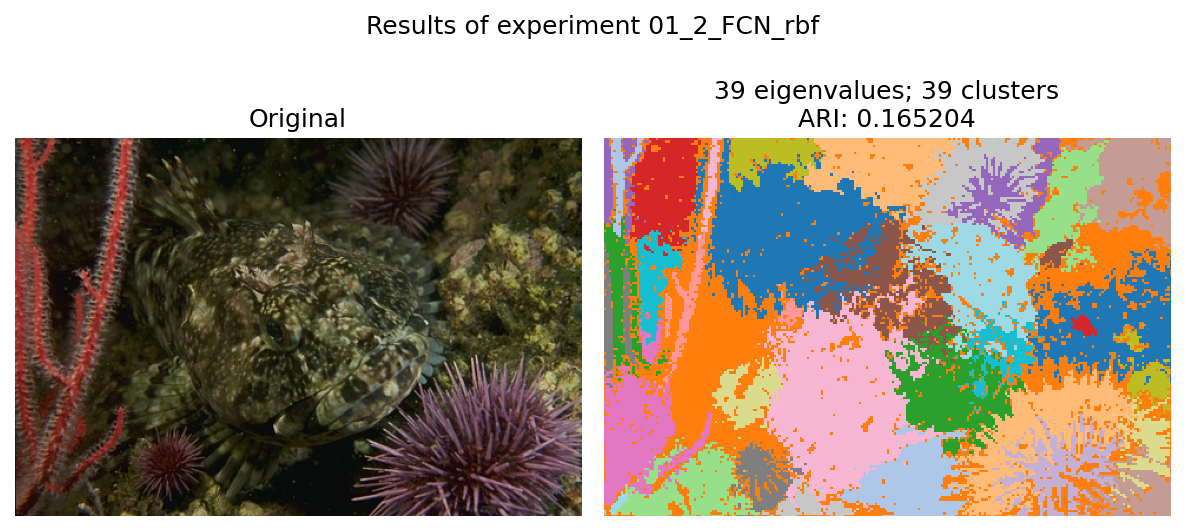 Results of experiment 01_2_FCN_rbf
Original
39 eigenvalues; 39 clusters
ARI: 0.165204